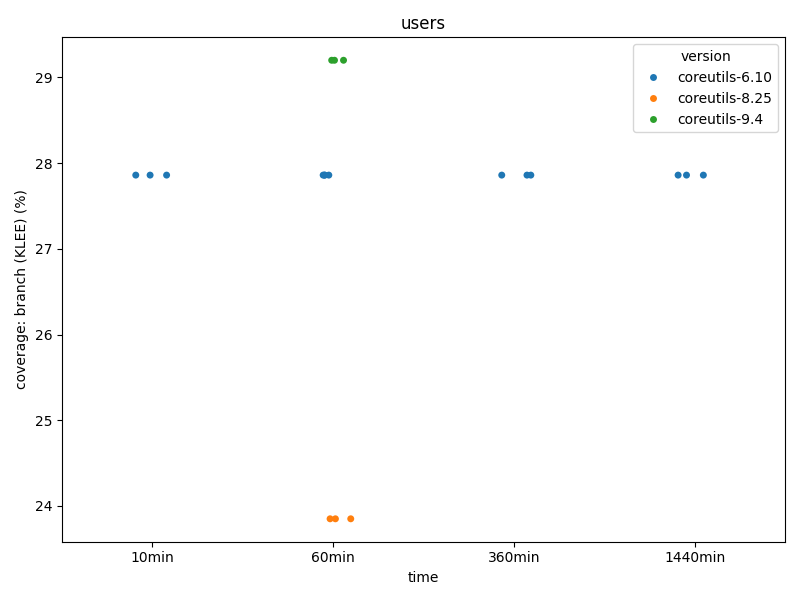 users
version
coreutils-6.10
coreutils-8.25
coreutils-9.4
coverage: branch (KLEE) (%)
29
28
27
26
25
24
10min
60min
360min
1440min
time